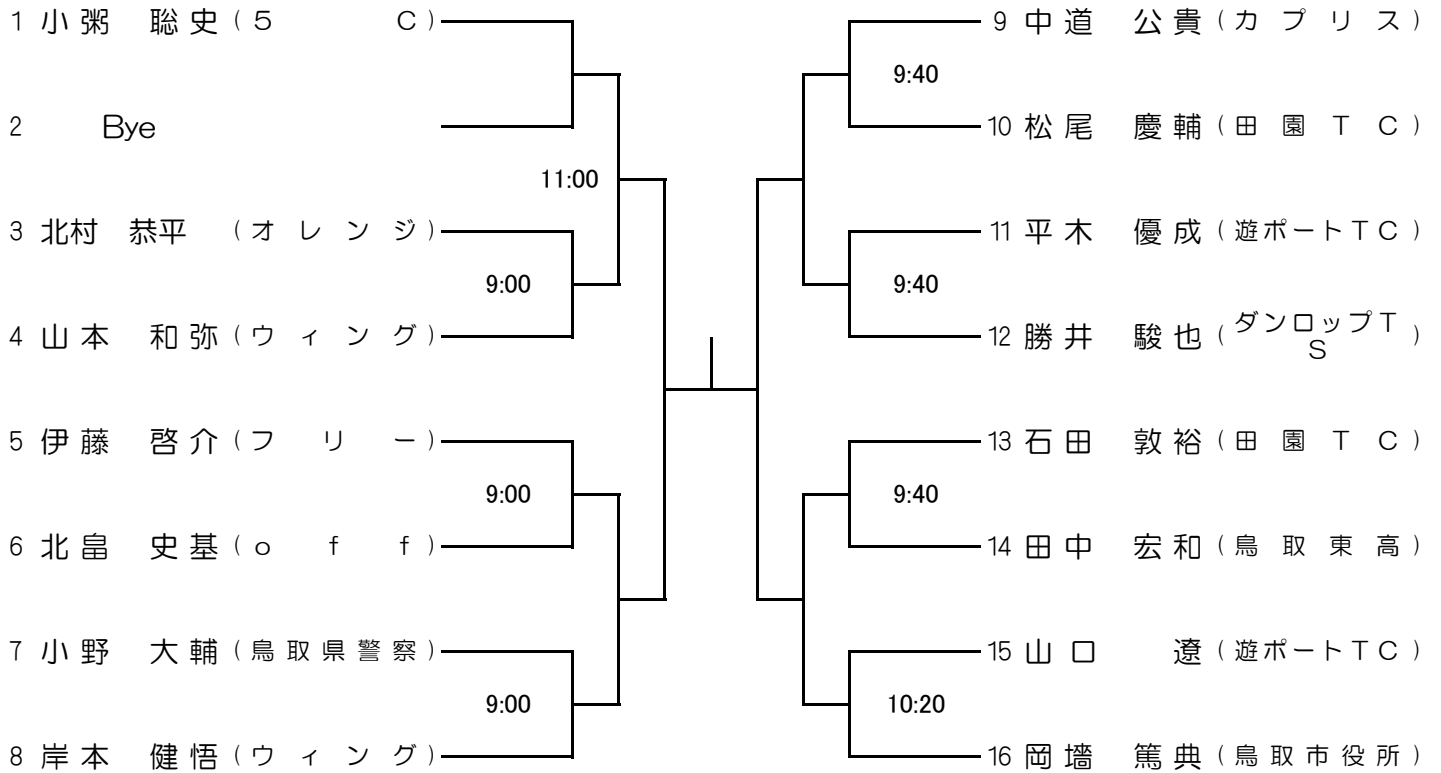 1 小粥 聡史 (5 C)
2 Bye
11:00
3 北村 恭平 (オレンジ)
9:00
4 山本 和弥 (ウィング)
5 伊藤 啓介 (フリー)
9:00
6 北畠 史基 (off)
7 小野 大輔 (鳥取県警察)
9:00
8 岸本 健悟 (ウィング)
9 中道 公貴 (カプリス)
9:40
10 松尾 慶輔 (田園TC)
11 平木 優成 (遊ポートTC)
9:40
12 勝井 駿也 (ダンロップT
S)
13 石田 敦裕 (田園TC)
9:40
14 田中 宏和 (鳥取東高)
15 山口 遼 (遊ポートTC)
10:20
16 岡墻 篤典 (鳥取市役所)